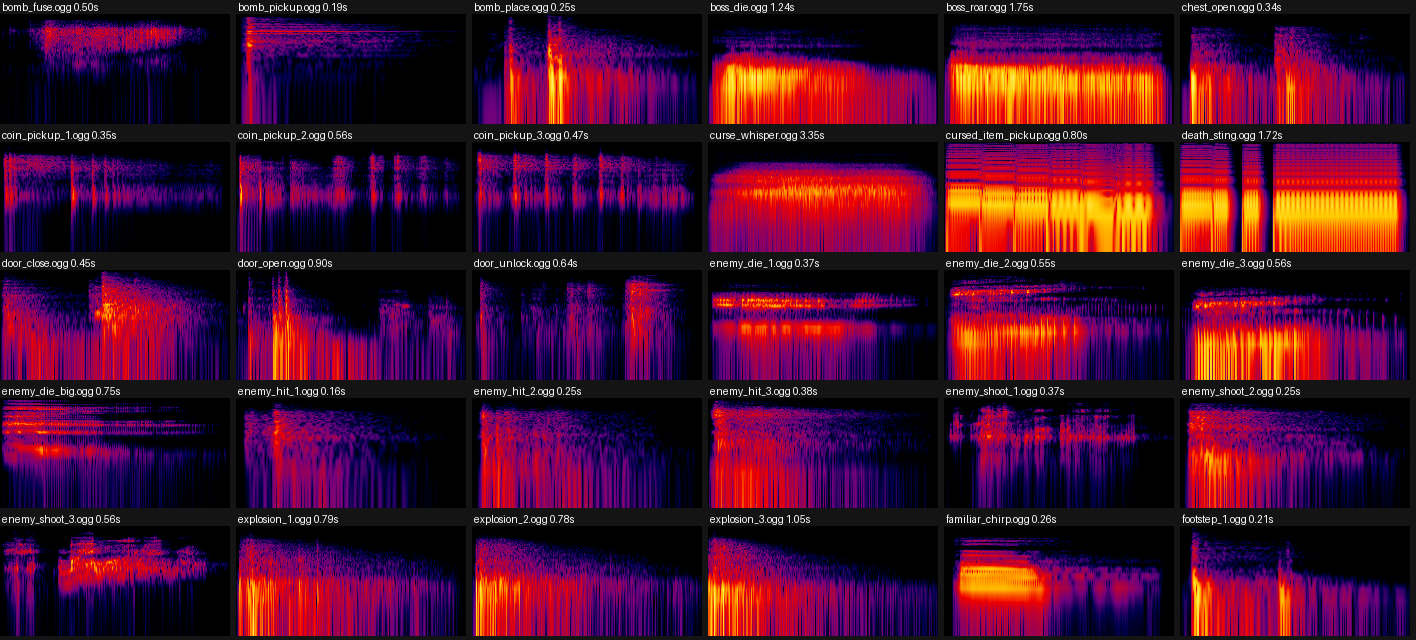 bomb_fuse.ogg 0.50s
bomb_pickup.ogg 0.19s
bomb_place.ogg 0.25s
boss_die.ogg 1.24s
boss_roar.ogg 1.75s
chest_open.ogg 0.34s
coin_pickup_1.ogg 0.35s
coin_pickup_2.ogg 0.56s
coin_pickup_3.ogg 0.47s
curse_whisper.ogg 3.35s
cursed_item_pickup.ogg 0.80s
death_sting.ogg 1.72s
door_close.ogg 0.45s
door_open.ogg 0.90s
door_unlock.ogg 0.64s
enemy_die_1.ogg 0.37s
enemy_die_2.ogg 0.55s
enemy_die_3.ogg 0.56s
enemy_die_big.ogg 0.75s
enemy_hit_1.ogg 0.16s
enemy_hit_2.ogg 0.25s
enemy_hit_3.ogg 0.38s
enemy_shoot_1.ogg 0.37s
enemy_shoot_2.ogg 0.25s
enemy_shoot_3.ogg 0.56s
explosion_1.ogg 0.79s
explosion_2.ogg 0.78s
explosion_3.ogg 1.05s
familiar_chirp.ogg 0.26s
footstep_1.ogg 0.21s